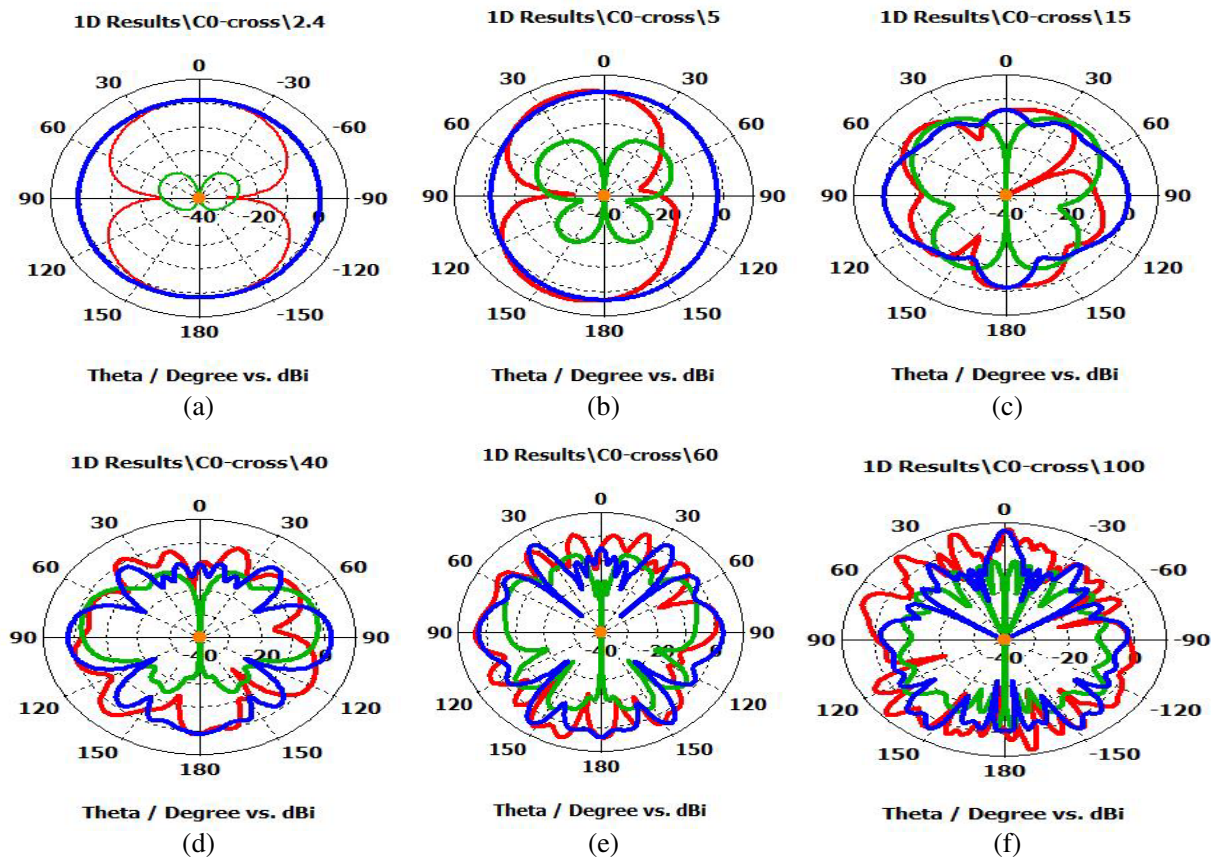 1D Results\C0-cross\2.4
0
30 -30
60 -60
90 -90
-40 -20 0
120 -120
150 -150
180
Theta / Degree vs. dBi
(a)
1D Results\C0-cross\5
0
30 30
60 60
90 90
-40 20 0
120 120
150 150
180
Theta / Degree vs. dBi
(b)
1D Results\C0-cross\15
0
30 30
60 60
90 90
-40 20 0
120 120
150 150
180
Theta / Degree vs. dBi
(c)
1D Results\C0-cross\40
0
30 30
60 60
90 90
-40 20 0
120 120
150 150
180
Theta / Degree vs. dBi
(d)
1D Results\C0-cross\60
0
30 30
60 60
90 90
-40 20 0
120 120
150 150
180
Theta / Degree vs. dBi
(e)
1D Results\C0-cross\100
0
30 -30
60 -60
90 -90
-40 20 0
120 -120
150 -150
180
Theta / Degree vs. dBi
(f)